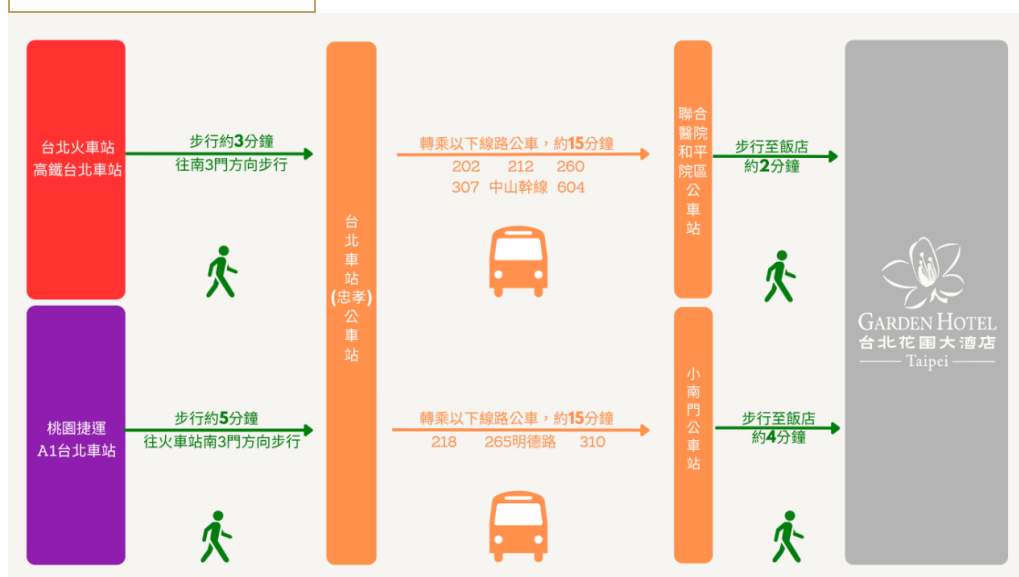 台北火車站
高鐵台北車站
步行約3分鐘
往南3門方向步行
桃園捷運
A1台北車站
步行約5分鐘
往火車站南3門方向步行
台北車站(忠孝)公車站
轉乘以下線路公車，約15分鐘
202 212 260
307 中山幹線 604
轉乘以下線路公車，約15分鐘
218 265明德路 310
聯合醫院和平院區公車站
步行至飯店
約2分鐘
小南門公車站
步行至飯店
約4分鐘
GARDEN HOTEL
台北花園大酒店
Taipei